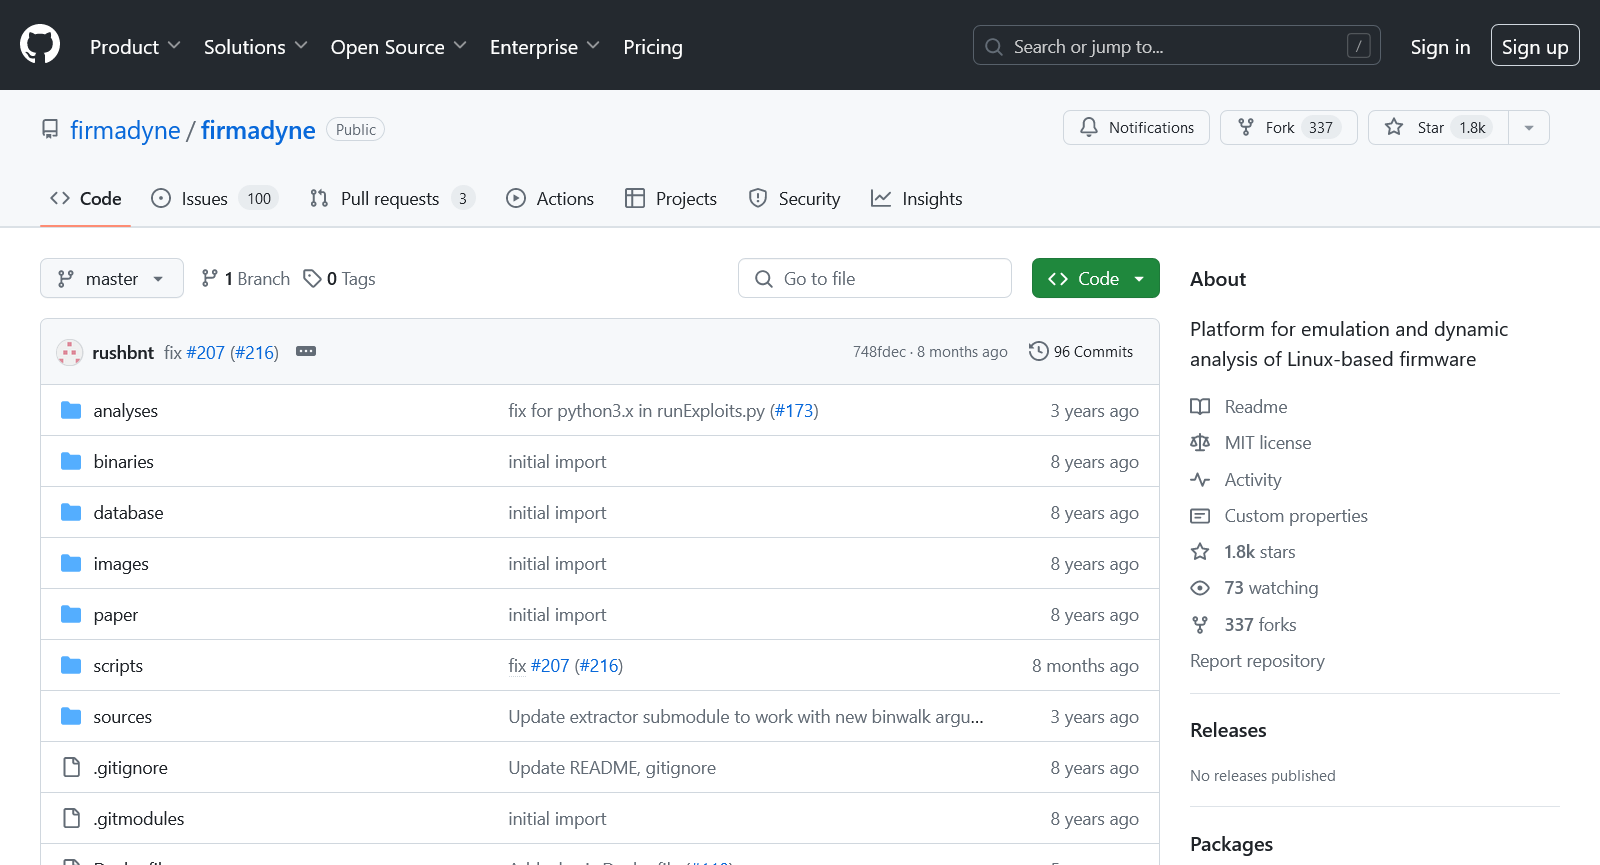 Product Solutions Open Source Enterprise Pricing Search or jump to... / Sign in Sign up
firmadyne / firmadyne Public Notifications Fork 337 Star 1.8k
Code Issues 100 Pull requests 3 Actions Projects Security Insights
master 1 Branch 0 Tags Go to file Code
rushbnt fix #207 (#216) 748fdec · 8 months ago 96 Commits
analyses fix for python3.x in runExploits.py (#173) 3 years ago
binaries initial import 8 years ago
database initial import 8 years ago
images initial import 8 years ago
paper initial import 8 years ago
scripts fix #207 (#216) 8 months ago
sources Update extractor submodule to work with new binwalk argu... 3 years ago
.gitignore Update README, gitignore 8 years ago
.gitmodules initial import 8 years ago
About
Platform for emulation and dynamic
analysis of Linux-based firmware
Readme
MIT license
Activity
Custom properties
1.8k stars
73 watching
337 forks
Report repository
Releases
No releases published
Packages